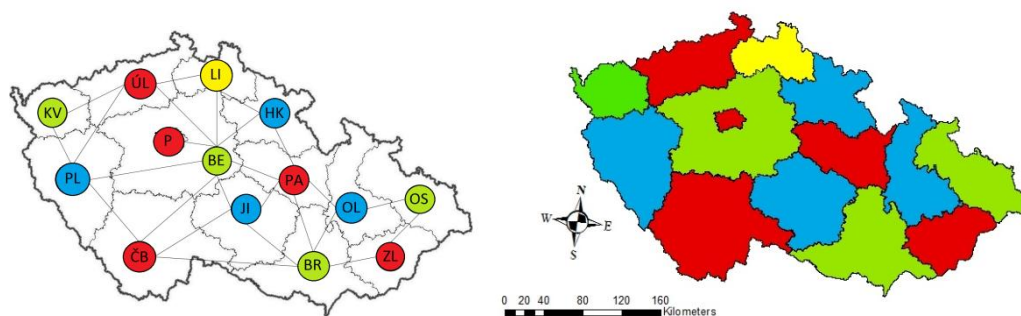 ÚL
LI
KV
HK
P
BE
PL
PA
JI
OL
OS
ČB
BR
ZL
N
W
E
S
0 20 40 80 120 160
Kilometers